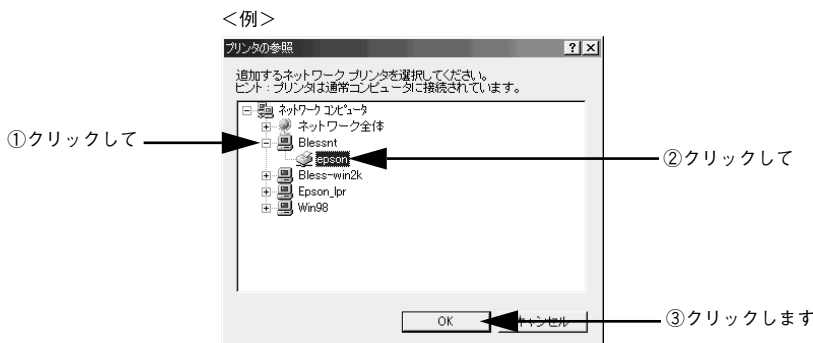 ＜例＞
プリンタの参照
追加するネットワーク プリンタを選択してください。
ヒント : プリンタは通常コンピュータに接続されています。
ネットワーク コンピュータ
ネットワーク全体
①クリックして
Blessnt
epson
②クリックして
Bless-win2k
Epson_lpr
Win98
OK
キャンセル
③クリックします